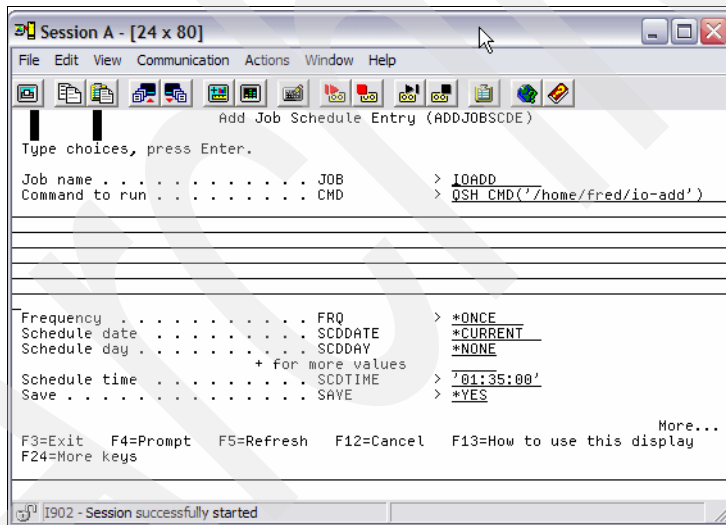 Session A - [24 x 80]
File Edit View Communication Actions Window Help
Add Job Schedule Entry (ADDJOBSCDE)
Type choices, press Enter.
Job name . . . . . . . . . . . . JOB > IOADD
Command to run . . . . . . . . . CMD > QSH CMD('/home/fred/io-add')
Frequency . . . . . . . . . . . FRQ > *ONCE
Schedule date . . . . . . . . . SCDDATE *CURRENT
Schedule day . . . . . . . . . . SCDDAY *NONE
+ for more values
Schedule time . . . . . . . . . SCDTIME > '01:35:00'
Save . . . . . . . . . . . . . . SAVE > *YES
More...
F3=Exit F4=Prompt F5=Refresh F12=Cancel F13=How to use this display
F24=More keys
I902 - Session successfully started